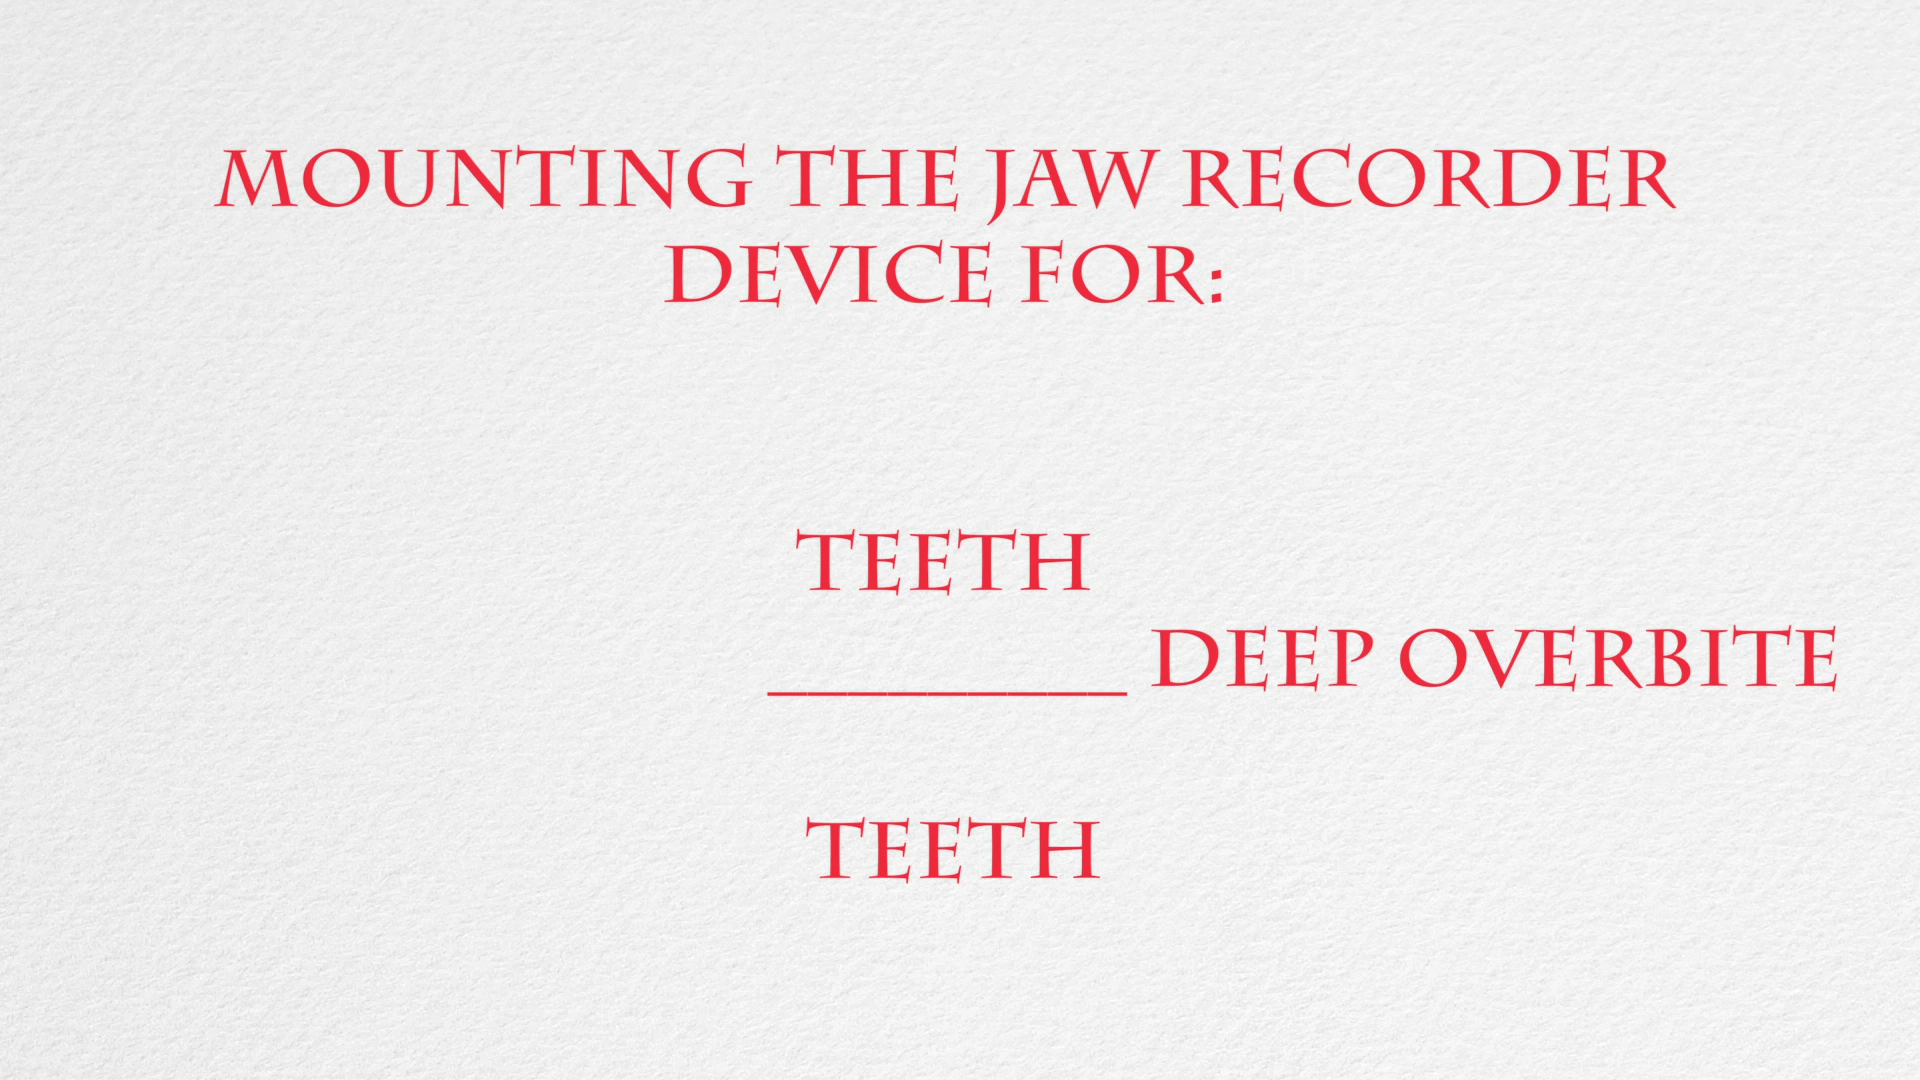 MOUNTING THE JAW RECORDER
DEVICE FOR:
TEETH
_________ DEEP OVERBITE
TEETH